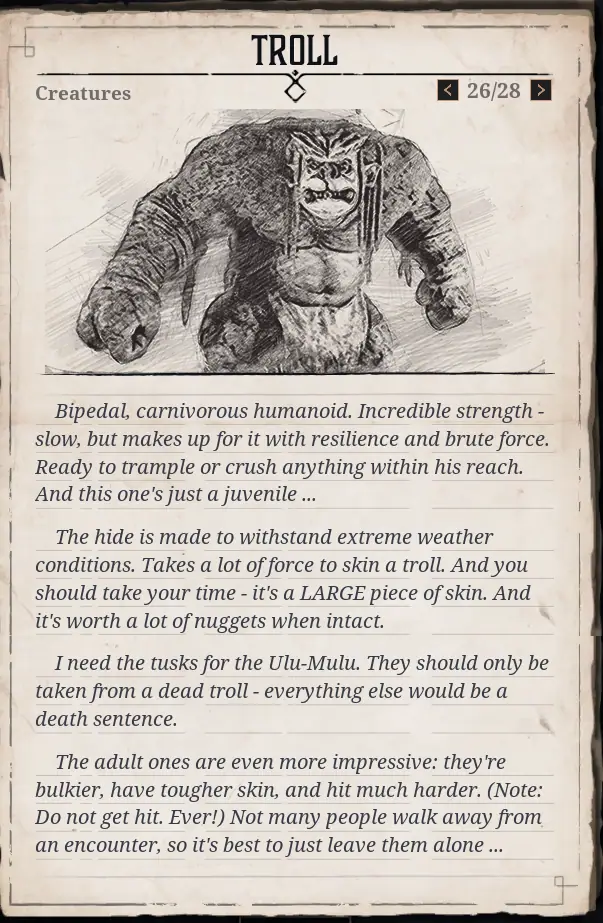 TROLL
Creatures
< 26/28 >
Bipedal, carnivorous humanoid. Incredible strength -
slow, but makes up for it with resilience and brute force.
Ready to trample or crush anything within his reach.
And this one's just a juvenile ...
The hide is made to withstand extreme weather
conditions. Takes a lot of force to skin a troll. And you
should take your time - it's a LARGE piece of skin. And
it's worth a lot of nuggets when intact.
I need the tusks for the Ulu-Mulu. They should only be
taken from a dead troll - everything else would be a
death sentence.
The adult ones are even more impressive: they're
bulkier, have tougher skin, and hit much harder. (Note:
Do not get hit. Ever!) Not many people walk away from
an encounter, so it's best to just leave them alone ...